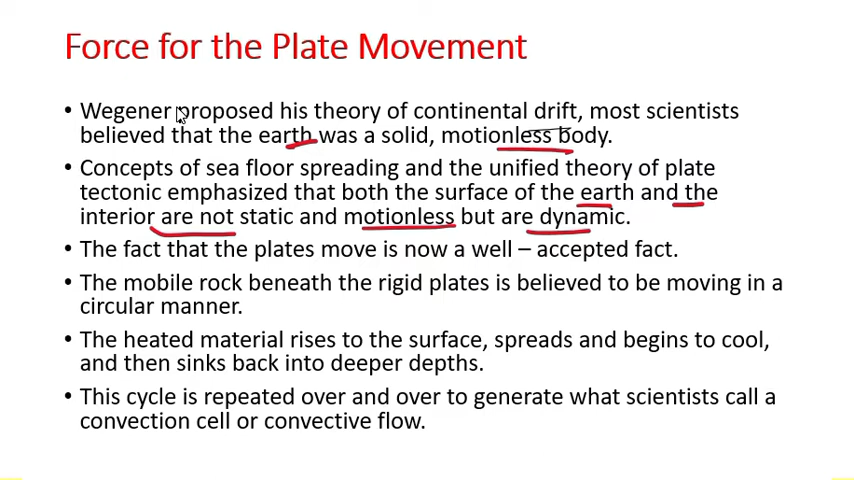 Force for the Plate Movement
• Wegener proposed his theory of continental drift, most scientists
believed that the earth was a solid, motionless body.
• Concepts of sea floor spreading and the unified theory of plate
tectonic emphasized that both the surface of the earth and the
interior are not static and motionless but are dynamic.
• The fact that the plates move is now a well – accepted fact.
• The mobile rock beneath the rigid plates is believed to be moving in a
circular manner.
• The heated material rises to the surface, spreads and begins to cool,
and then sinks back into deeper depths.
• This cycle is repeated over and over to generate what scientists call a
convection cell or convective flow.